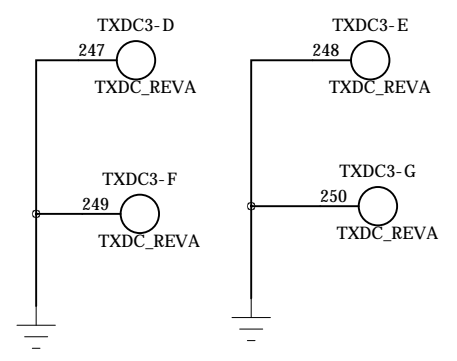 TXDC3-D
247
TXDC_REVA
TXDC3-E
248
TXDC_REVA
TXDC3-F
249
TXDC_REVA
TXDC3-G
250
TXDC_REVA